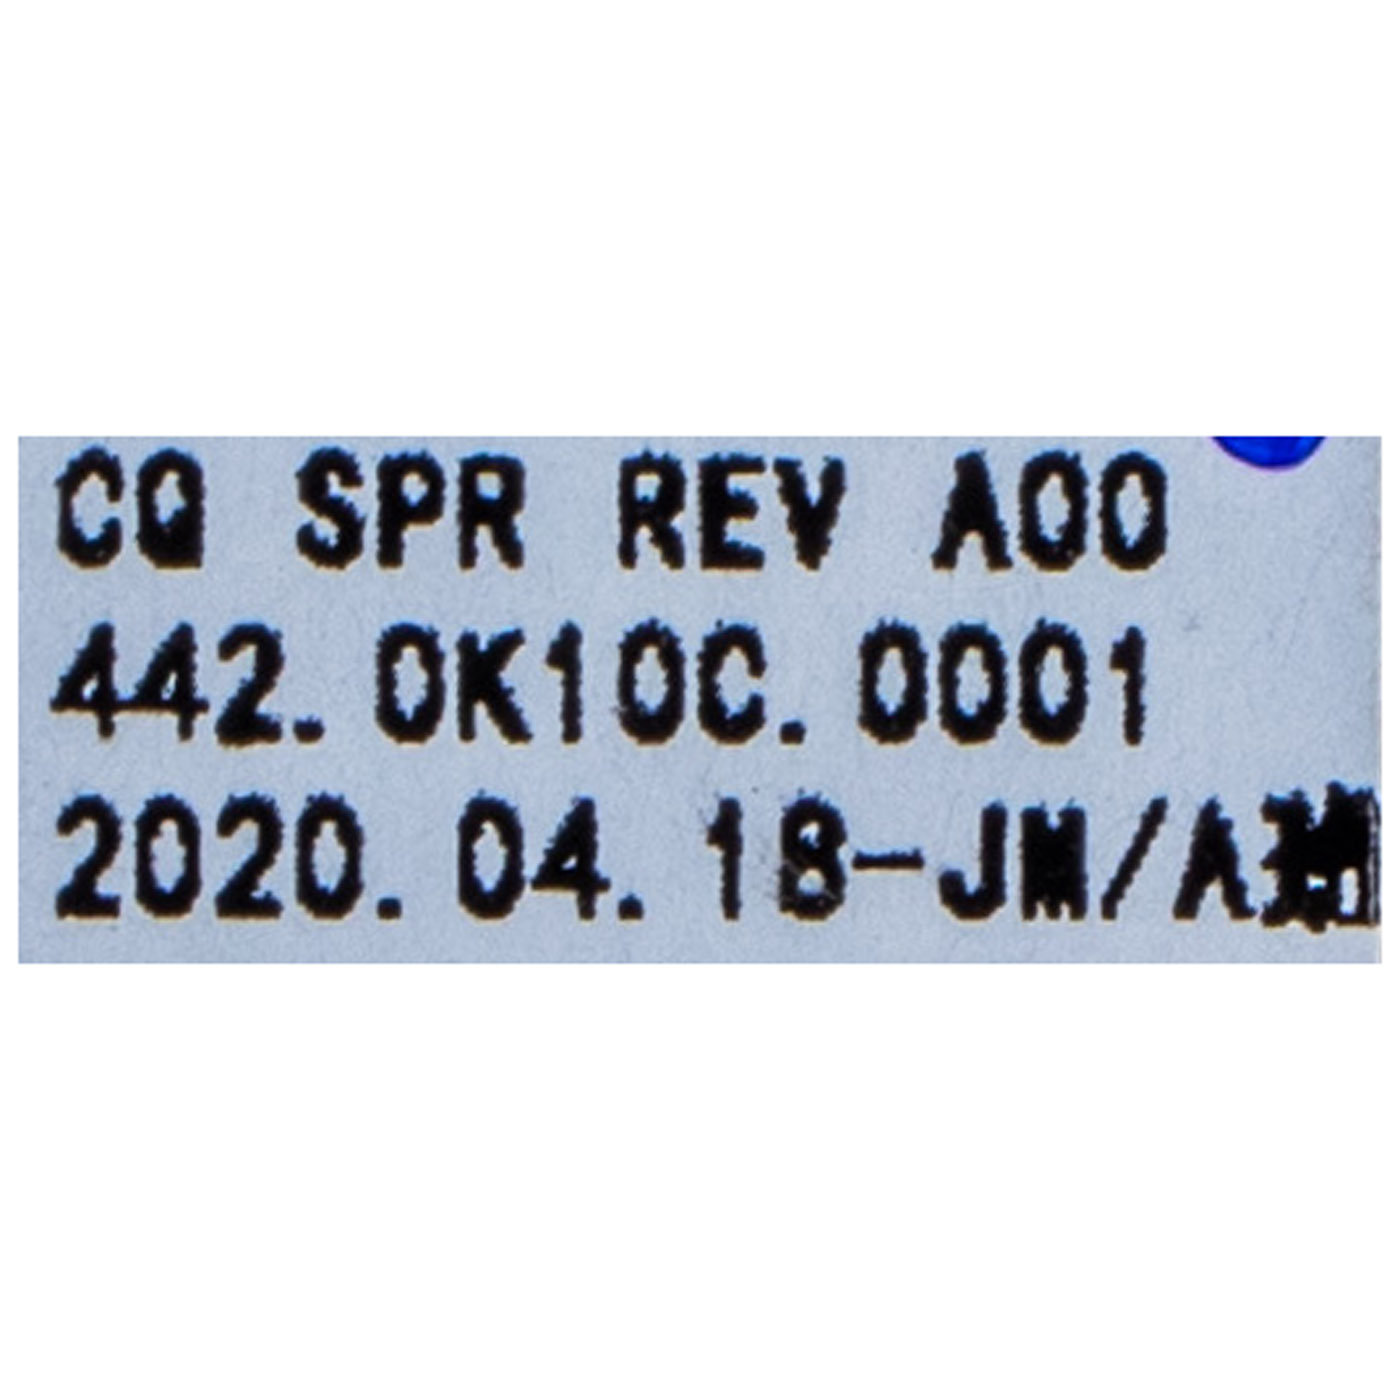 CQ SPR REV A00
442.0K10C.0001
2020.04.18-JM/A